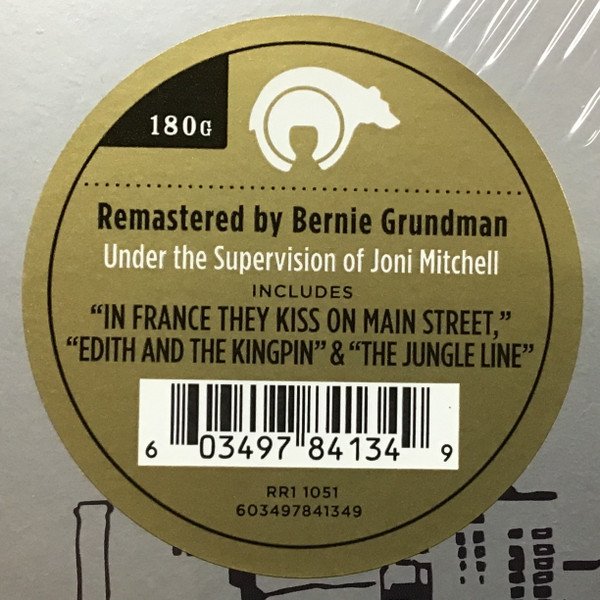 180G
Remastered by Bernie Grundman
Under the Supervision of Joni Mitchell
INCLUDES
“IN FRANCE THEY KISS ON MAIN STREET,”
“EDITH AND THE KINGPIN” & “THE JUNGLE LINE”
6 03497 84134 9
RR1 1051
603497841349